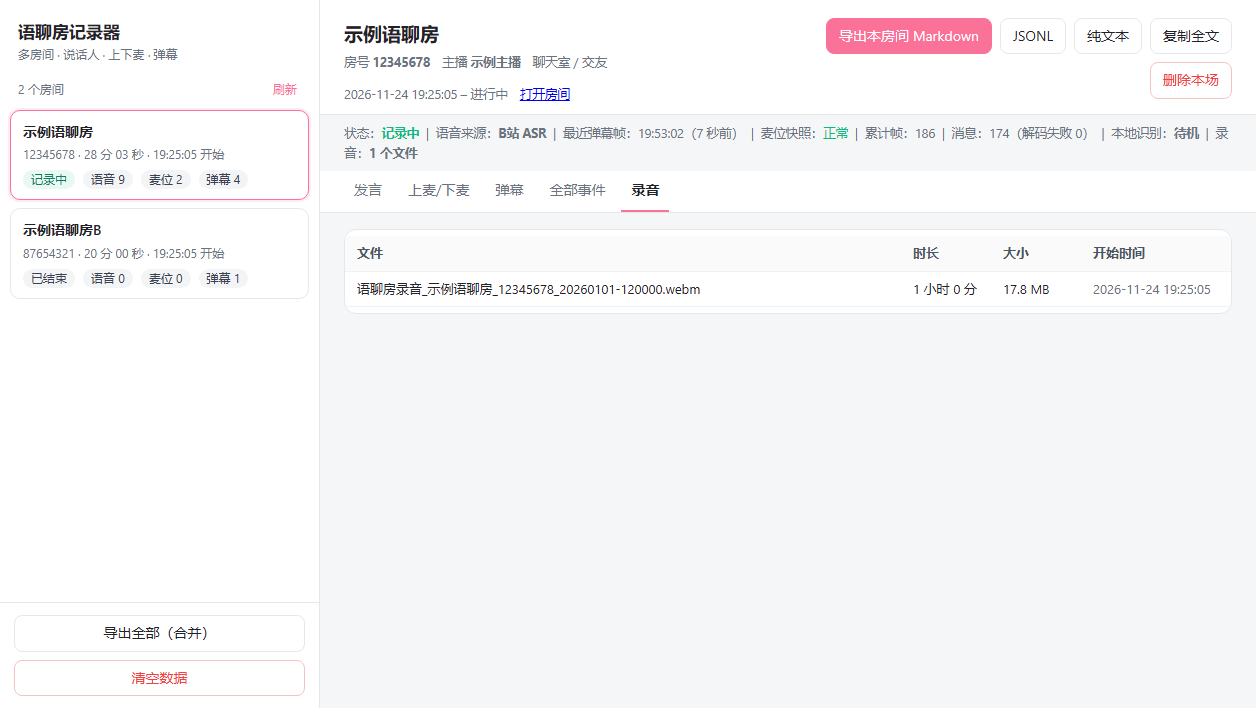 语聊房记录器
多房间 · 说话人 · 上下麦 · 弹幕
2 个房间
刷新
示例语聊房
12345678 · 28 分 03 秒 · 19:25:05 开始
记录中 语音 9 麦位 2 弹幕 4
示例语聊房B
87654321 · 20 分 00 秒 · 19:25:05 开始
已结束 语音 0 麦位 0 弹幕 1
导出全部（合并）
清空数据
示例语聊房
房号 12345678 主播 示例主播 聊天室 / 交友
2026-11-24 19:25:05 – 进行中 打开房间
导出本房间 Markdown JSONL 纯文本 复制全文
删除本场
状态：记录中 | 语音来源：B站 ASR | 最近弹幕帧：19:53:02（7 秒前） | 麦位快照：正常 | 累计帧：186 | 消息：174（解码失败 0） | 本地识别：待机 | 录
音：1 个文件
发言 上麦/下麦 弹幕 全部事件 录音
文件 时长 大小 开始时间
语聊房录音_示例语聊房_12345678_20260101-120000.webm 1 小时 0 分 17.8 MB 2026-11-24 19:25:05